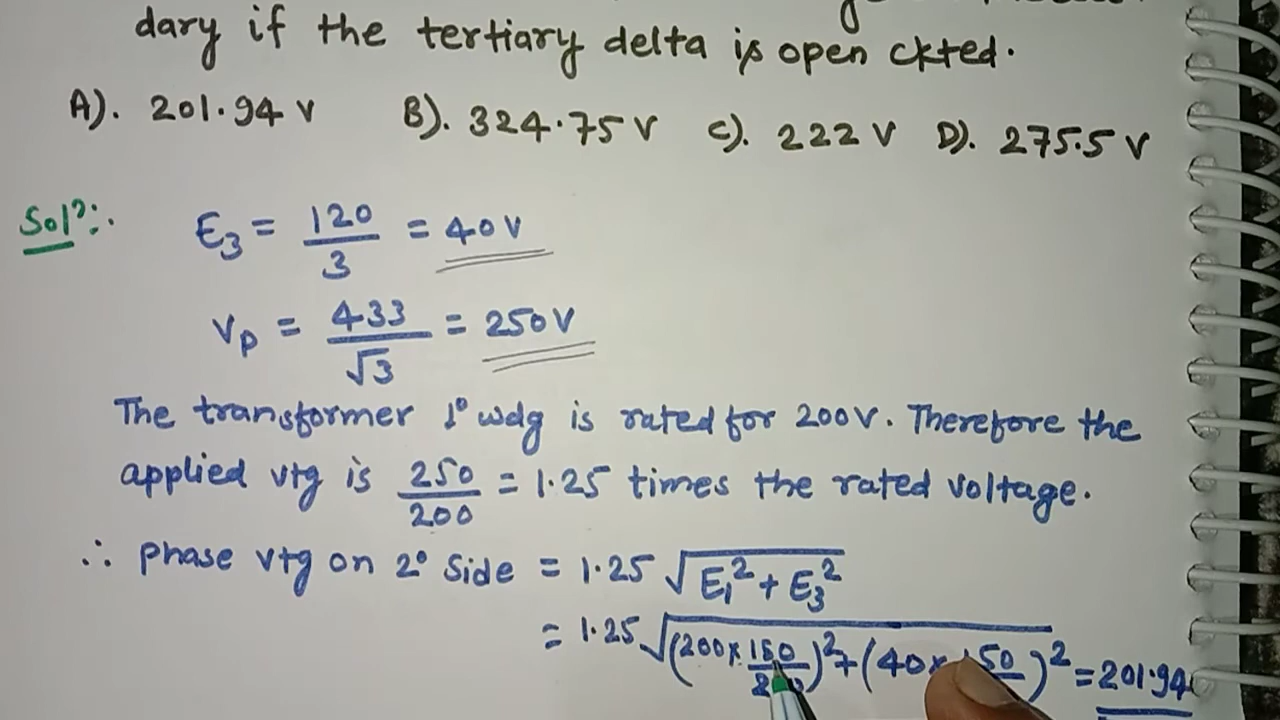 dary if the tertiary delta is open ckted.
A). 201.94 V B). 324.75 V C). 222 V D). 275.5 V
Solⁿ:.
E₃ = 120/3 = 40 V
Vp = 433/√3 = 250 V
The transformer 1° wdg is rated for 200 V. Therefore the
applied vtg is 250/200 = 1.25 times the rated voltage.
∴ phase vtg on 2° side = 1.25 √(E₁² + E₃²)
= 1.25 √((200 × 150/)² + (40 × 150/)²) = 201.94